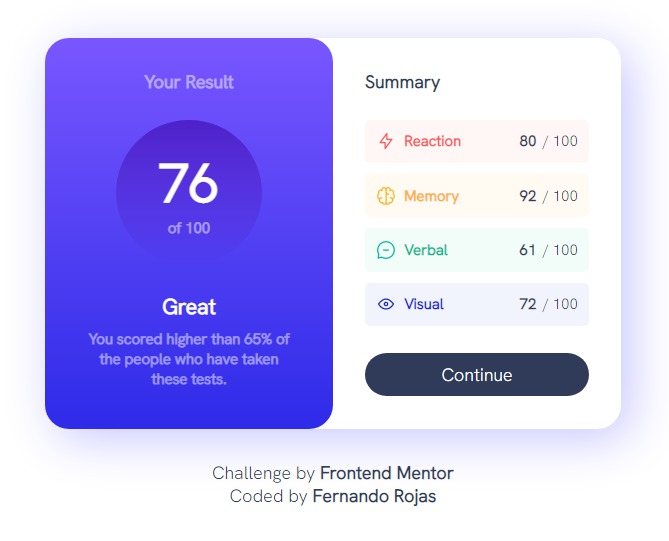 Your Result
76
of 100
Great
You scored higher than 65% of
the people who have taken
these tests.
Summary
Reaction 80 / 100
Memory 92 / 100
Verbal 61 / 100
Visual 72 / 100
Continue
Challenge by Frontend Mentor
Coded by Fernando Rojas